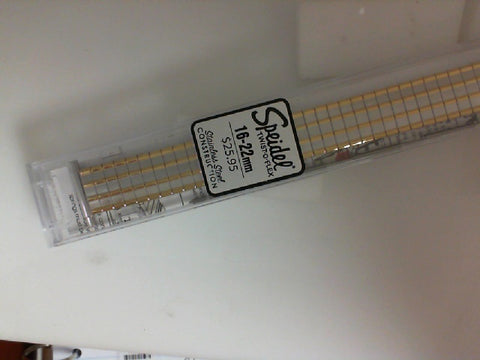 Speidel
TWIST-O-FLEX
16-22mm
$25.95
Stainless Steel
CONSTRUCTION